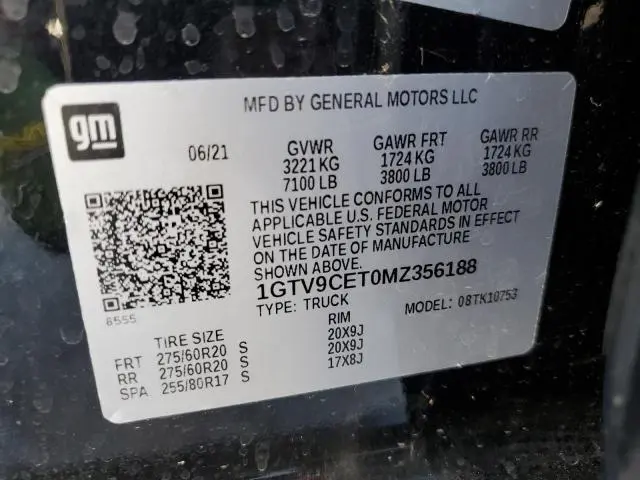 gm
MFD BY GENERAL MOTORS LLC
06/21 GVWR GAWR FRT GAWR RR
3221 KG 1724 KG 1724 KG
7100 LB 3800 LB 3800 LB
THIS VEHICLE CONFORMS TO ALL
APPLICABLE U.S. FEDERAL MOTOR
VEHICLE SAFETY STANDARDS IN EFFECT
ON THE DATE OF MANUFACTURE
SHOWN ABOVE.
1GTV9CET0MZ356188
8555 TYPE: TRUCK MODEL: 08TK10753
TIRE SIZE RIM
FRT 275/60R20 S 20X9J
RR 275/60R20 S 20X9J
SPA 255/80R17 S 17X8J